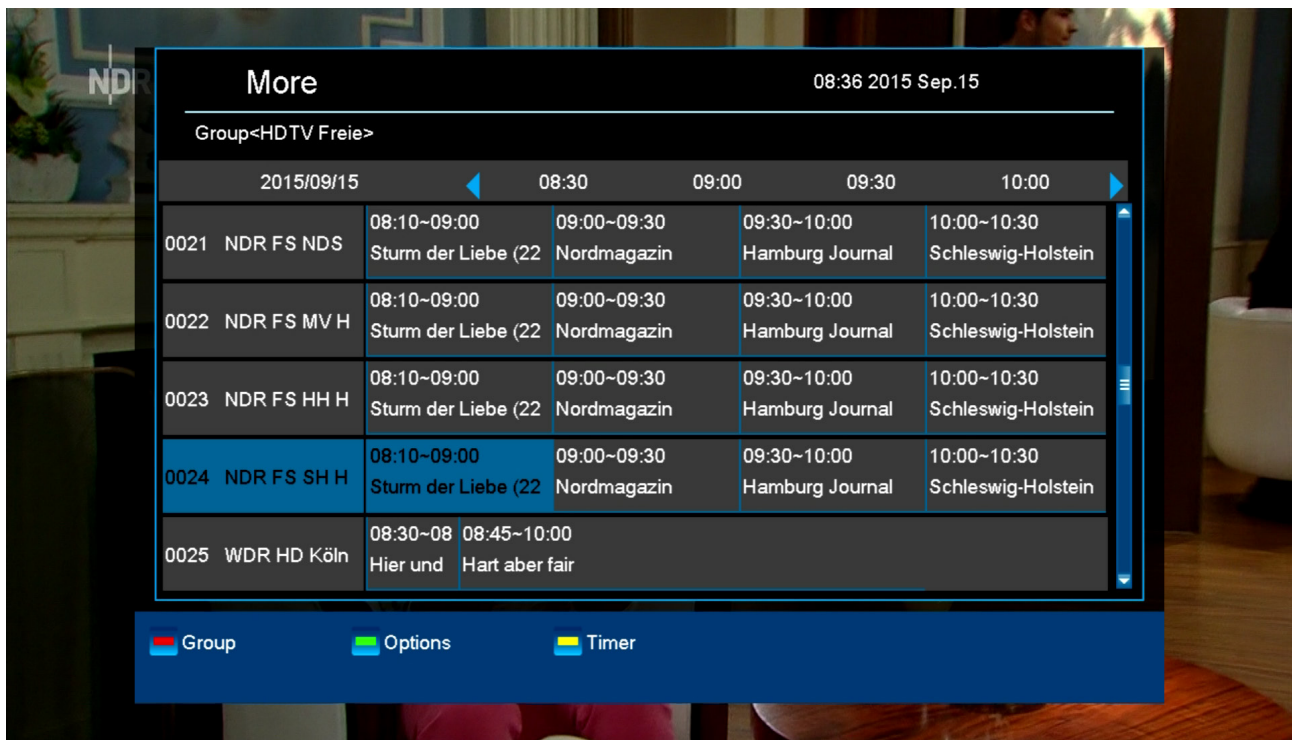 NDR
More 08:36 2015 Sep.15
Group<HDTV Freie>
2015/09/15 08:30 09:00 09:30 10:00
0021 NDR FS NDS
08:10~09:00 09:00~09:30 09:30~10:00 10:00~10:30
Sturm der Liebe (22 Nordmagazin Hamburg Journal Schleswig-Holstein
0022 NDR FS MV H
08:10~09:00 09:00~09:30 09:30~10:00 10:00~10:30
Sturm der Liebe (22 Nordmagazin Hamburg Journal Schleswig-Holstein
0023 NDR FS HH H
08:10~09:00 09:00~09:30 09:30~10:00 10:00~10:30
Sturm der Liebe (22 Nordmagazin Hamburg Journal Schleswig-Holstein
0024 NDR FS SH H
08:10~09:00 09:00~09:30 09:30~10:00 10:00~10:30
Sturm der Liebe (22 Nordmagazin Hamburg Journal Schleswig-Holstein
0025 WDR HD Köln
08:30~08 08:45~10:00
Hier und Hart aber fair
Group Options Timer